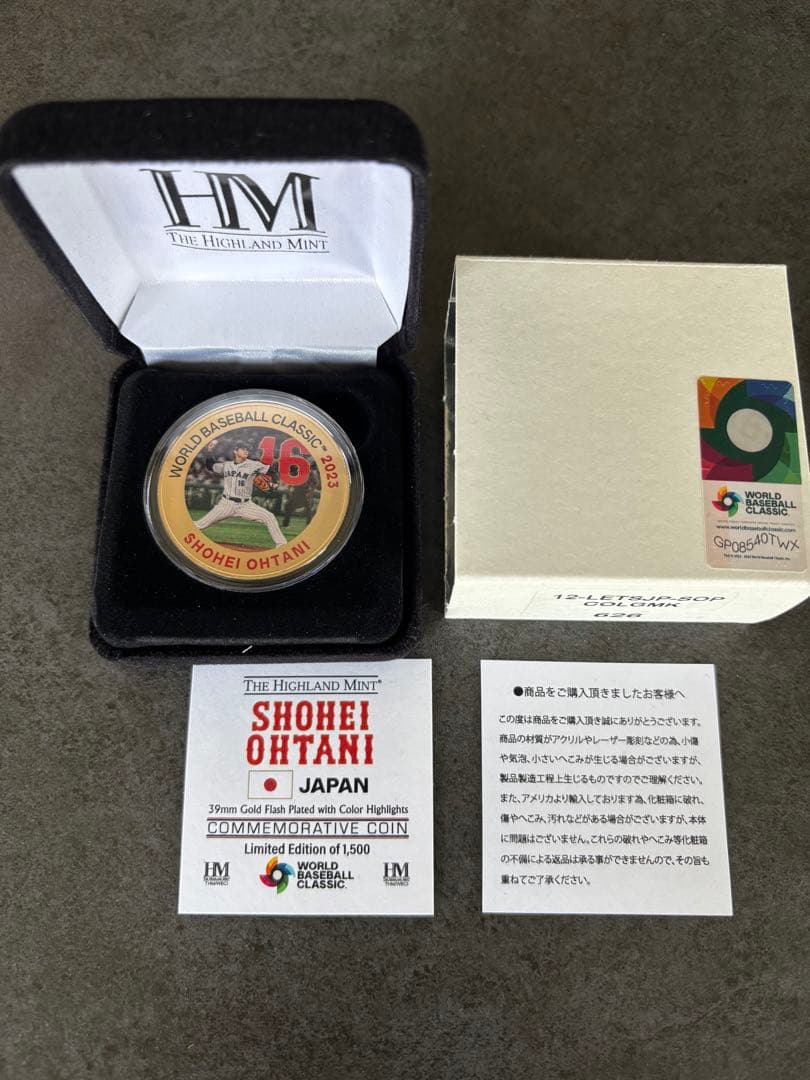 HM
THE HIGHLAND MINT
WORLD BASEBALL CLASSIC™ 2023
16
JAPAN
16
SHOHEI OHTANI
WORLD
BASEBALL
CLASSIC
www.worldbaseballclassic.com
GP08540TWX
12-LETSJP-SOP
COLGMK
626
THE HIGHLAND MINT®
SHOHEI
OHTANI
JAPAN
39mm Gold Flash Plated with Color Highlights
COMMEMORATIVE COIN
Limited Edition of 1,500
HM
WORLD
BASEBALL
CLASSIC
HM
●商品をご購入頂きましたお客様へ
この度は商品をご購入頂き誠にありがとうございます。
商品の材質がアクリルやレーザー彫刻などの為、小傷
や気泡、小さいへこみが生じる場合がございますが、
製品製造工程上生じるものですのでご理解ください。
また、アメリカより輸入しております為、化粧箱に破れ、
傷やへこみ、汚れなどがある場合がございますが、本体
に問題はございません。これらの破れやへこみ等化粧箱
の不備による返品は承る事ができませんので、その旨も
重ねてご了承ください。